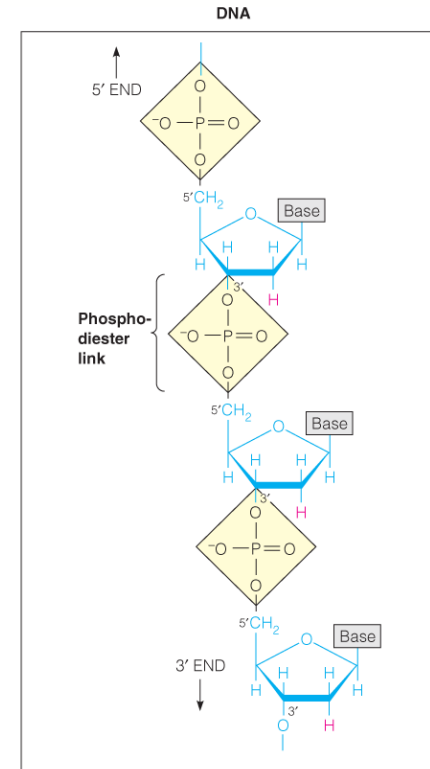 DNA
5′ END
O
⁻O—P=O
O
5′CH₂
O
Base
H H
H H
3′
H
O
Phospho-
diester
link
⁻O—P=O
O
5′CH₂
O
Base
H H
H H
3′
H
O
⁻O—P=O
O
5′CH₂
O
Base
3′ END
H H
H H
3′
O
H